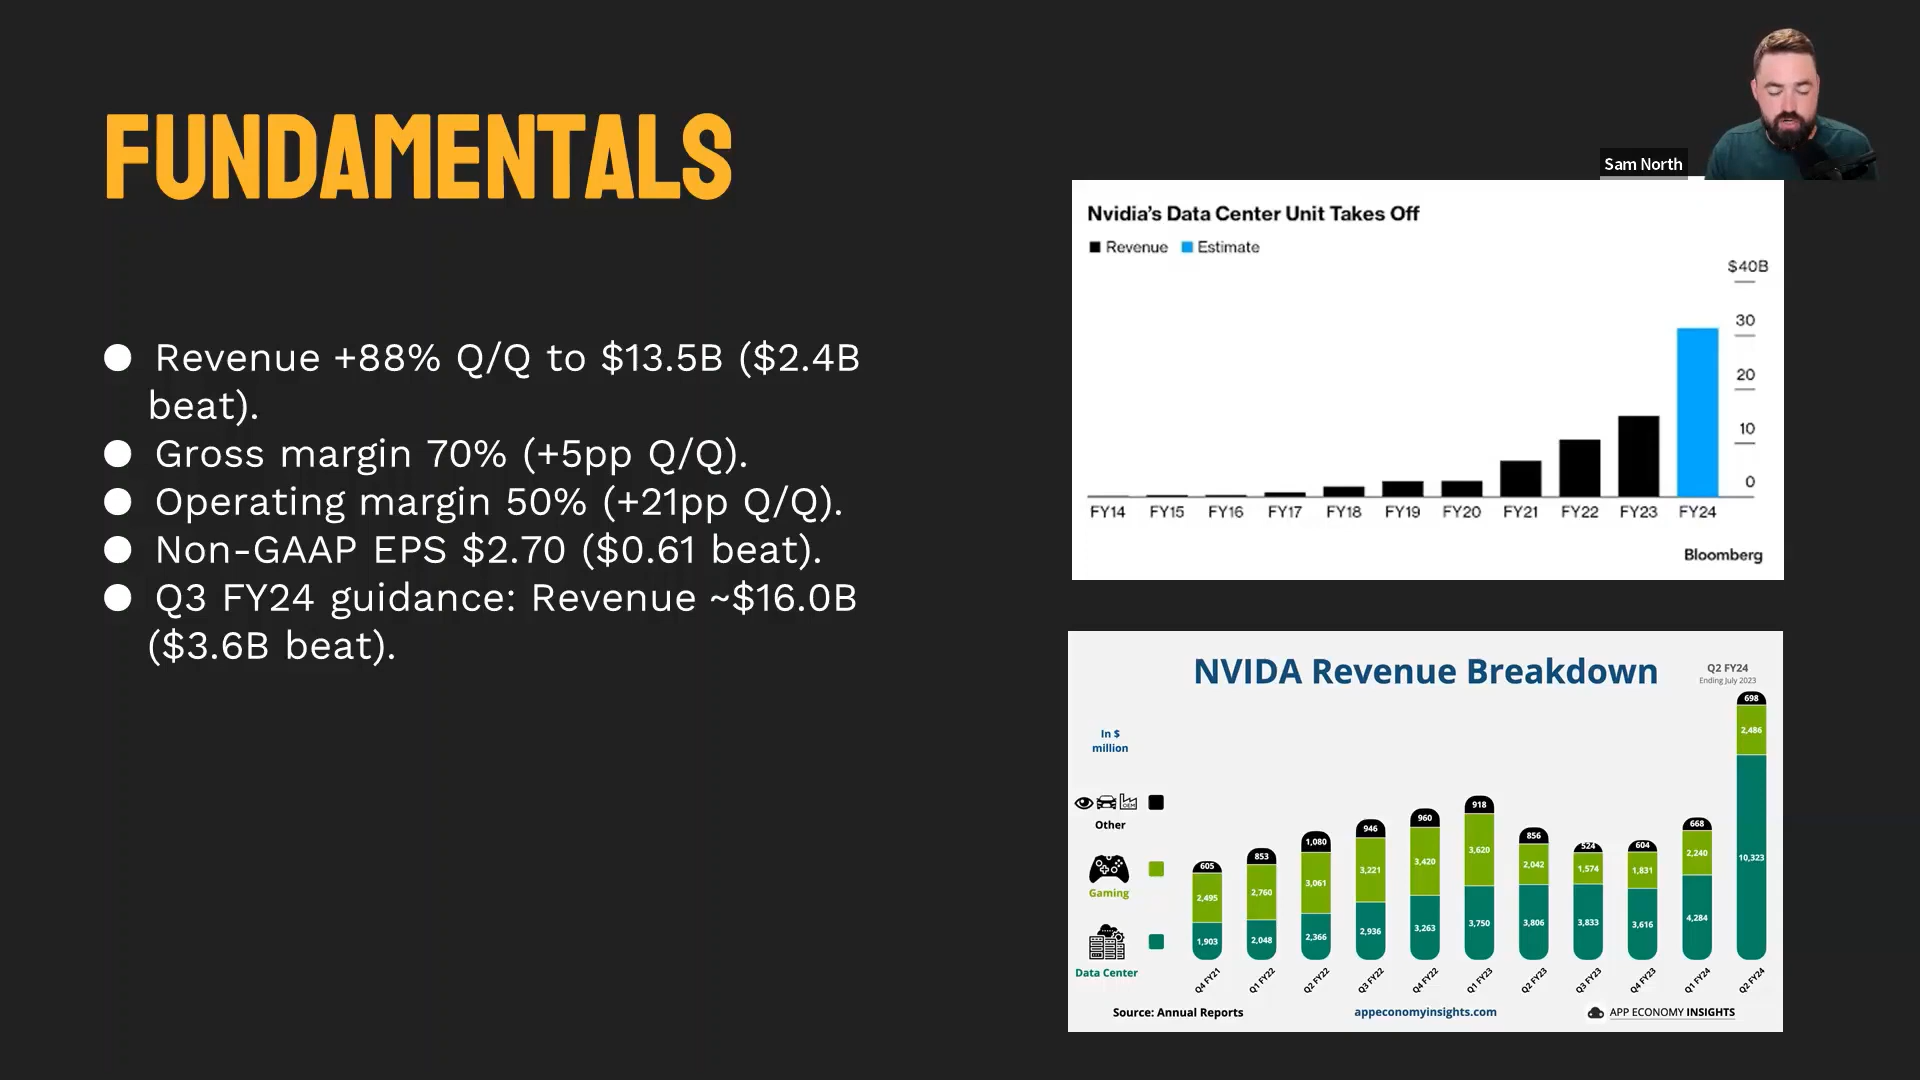 FUNDAMENTALS
● Revenue +88% Q/Q to $13.5B ($2.4B
beat).
● Gross margin 70% (+5pp Q/Q).
● Operating margin 50% (+21pp Q/Q).
● Non-GAAP EPS $2.70 ($0.61 beat).
● Q3 FY24 guidance: Revenue ~$16.0B
($3.6B beat).
Sam North
Nvidia's Data Center Unit Takes Off
Revenue Estimate
$40B
30
20
10
0
FY14 FY15 FY16 FY17 FY18 FY19 FY20 FY21 FY22 FY23 FY24
Bloomberg
NVIDA Revenue Breakdown
Q2 FY24
Ending July 2023
In $
million
OEM
Other
Gaming
Data Center
605 853 1,080 946 960 918 856 524 604 668 698
2,495 2,760 3,061 3,221 3,420 3,620 2,042 1,574 1,831 2,240 2,486
1,903 2,048 2,366 2,936 3,263 3,750 3,806 3,833 3,616 4,284 10,323
Q4 FY21 Q1 FY22 Q2 FY22 Q3 FY22 Q4 FY22 Q1 FY23 Q2 FY23 Q3 FY23 Q4 FY23 Q1 FY24 Q2 FY24
Source: Annual Reports
appeconomyinsights.com
APP ECONOMY INSIGHTS